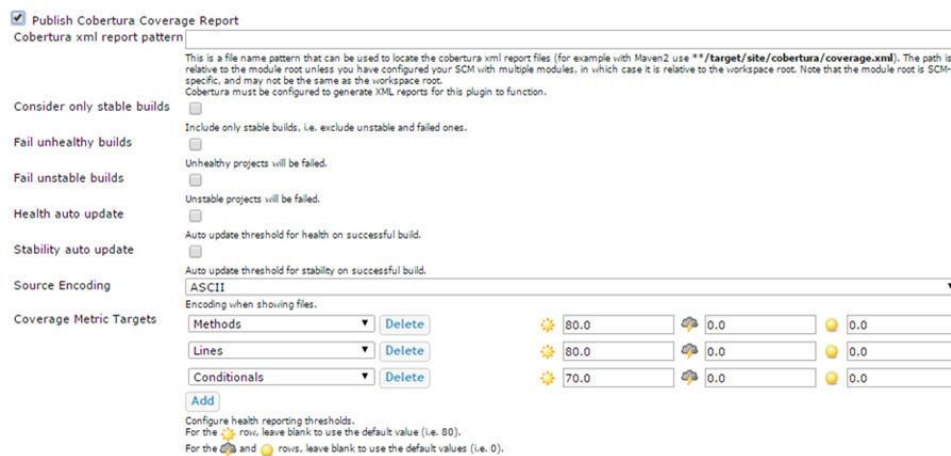 Publish Cobertura Coverage Report
Cobertura xml report pattern
This is a file name pattern that can be used to locate the cobertura xml report files (for example with Maven2 use **/target/site/cobertura/coverage.xml). The path is
relative to the module root unless you have configured your SCM with multiple modules, in which case it is relative to the workspace root. Note that the module root is SCM-
specific, and may not be the same as the workspace root.
Cobertura must be configured to generate XML reports for this plugin to function.
Consider only stable builds
Include only stable builds, i.e. exclude unstable and failed ones.
Fail unhealthy builds
Unhealthy projects will be failed.
Fail unstable builds
Unstable projects will be failed.
Health auto update
Auto update threshold for health on successful build.
Stability auto update
Auto update threshold for stability on successful build.
Source Encoding ASCII
Encoding when showing files.
Coverage Metric Targets Methods Delete 80.0 0.0 0.0
Lines Delete 80.0 0.0 0.0
Conditionals Delete 70.0 0.0 0.0
Add
Configure health reporting thresholds.
For the row, leave blank to use the default value (i.e. 80).
For the and rows, leave blank to use the default values (i.e. 0).